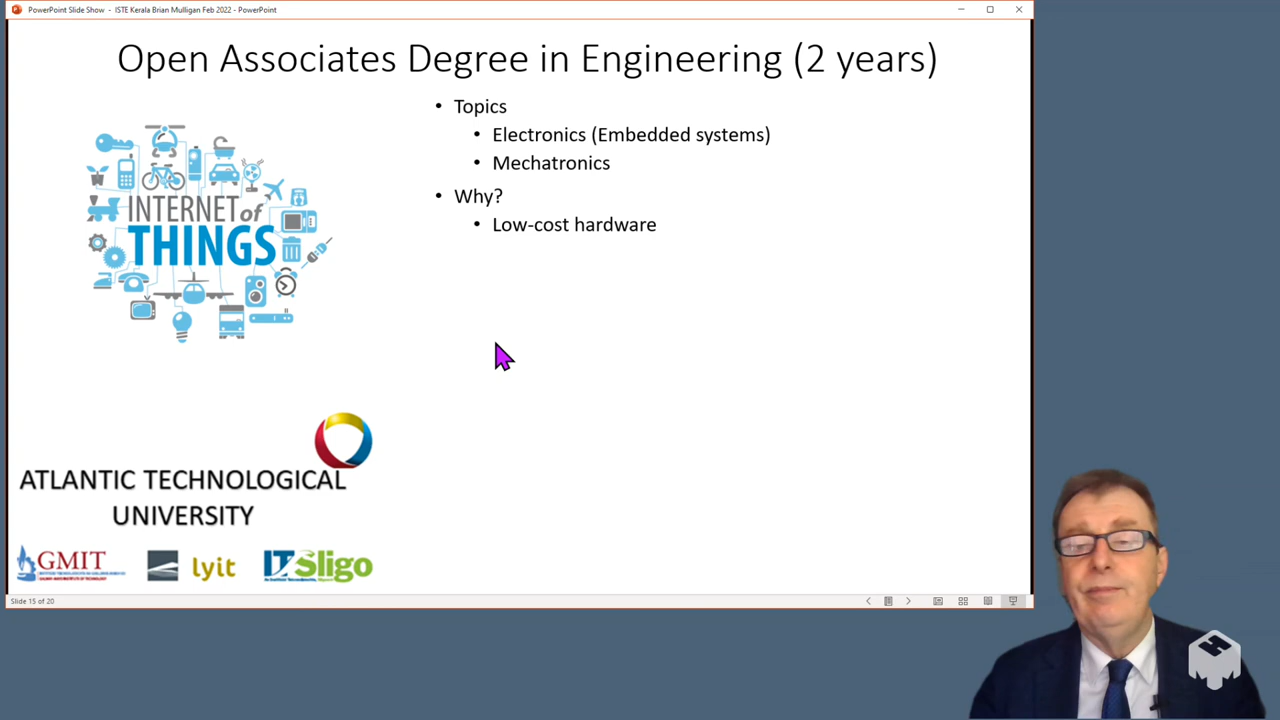 PowerPoint Slide Show - ISTE Kerala Brian Mulligan Feb 2022 - PowerPoint
Open Associates Degree in Engineering (2 years)
• Topics
• Electronics (Embedded systems)
• Mechatronics
• Why?
• Low-cost hardware
INTERNET of
THINGS
ATLANTIC TECHNOLOGICAL
UNIVERSITY
GMIT
lyit
IT Sligo
Slide 15 of 20